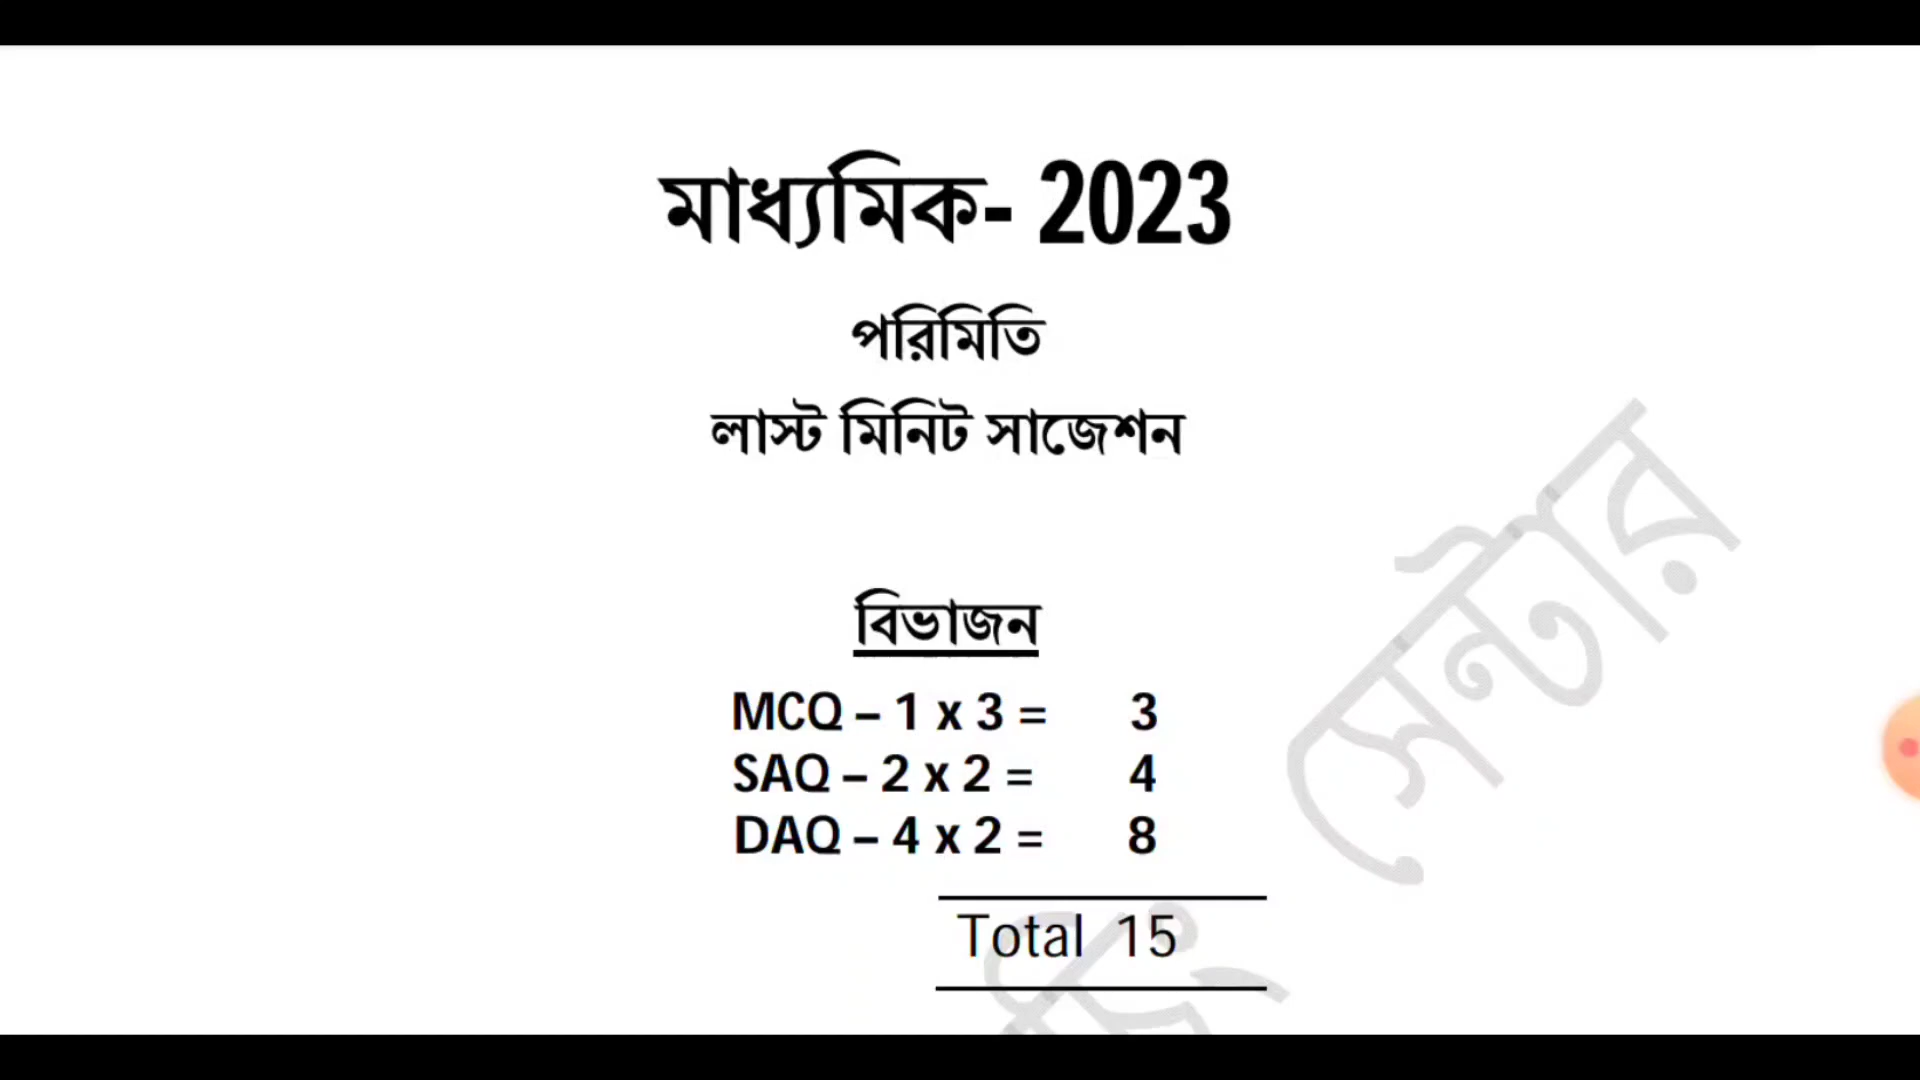 মাধ্যমিক- 2023
পরিমিতি
লাস্ট মিনিট সাজেশন
বিভাজন
MCQ – 1 x 3 = 3
SAQ – 2 x 2 = 4
DAQ – 4 x 2 = 8
Total 15
সেন্টার